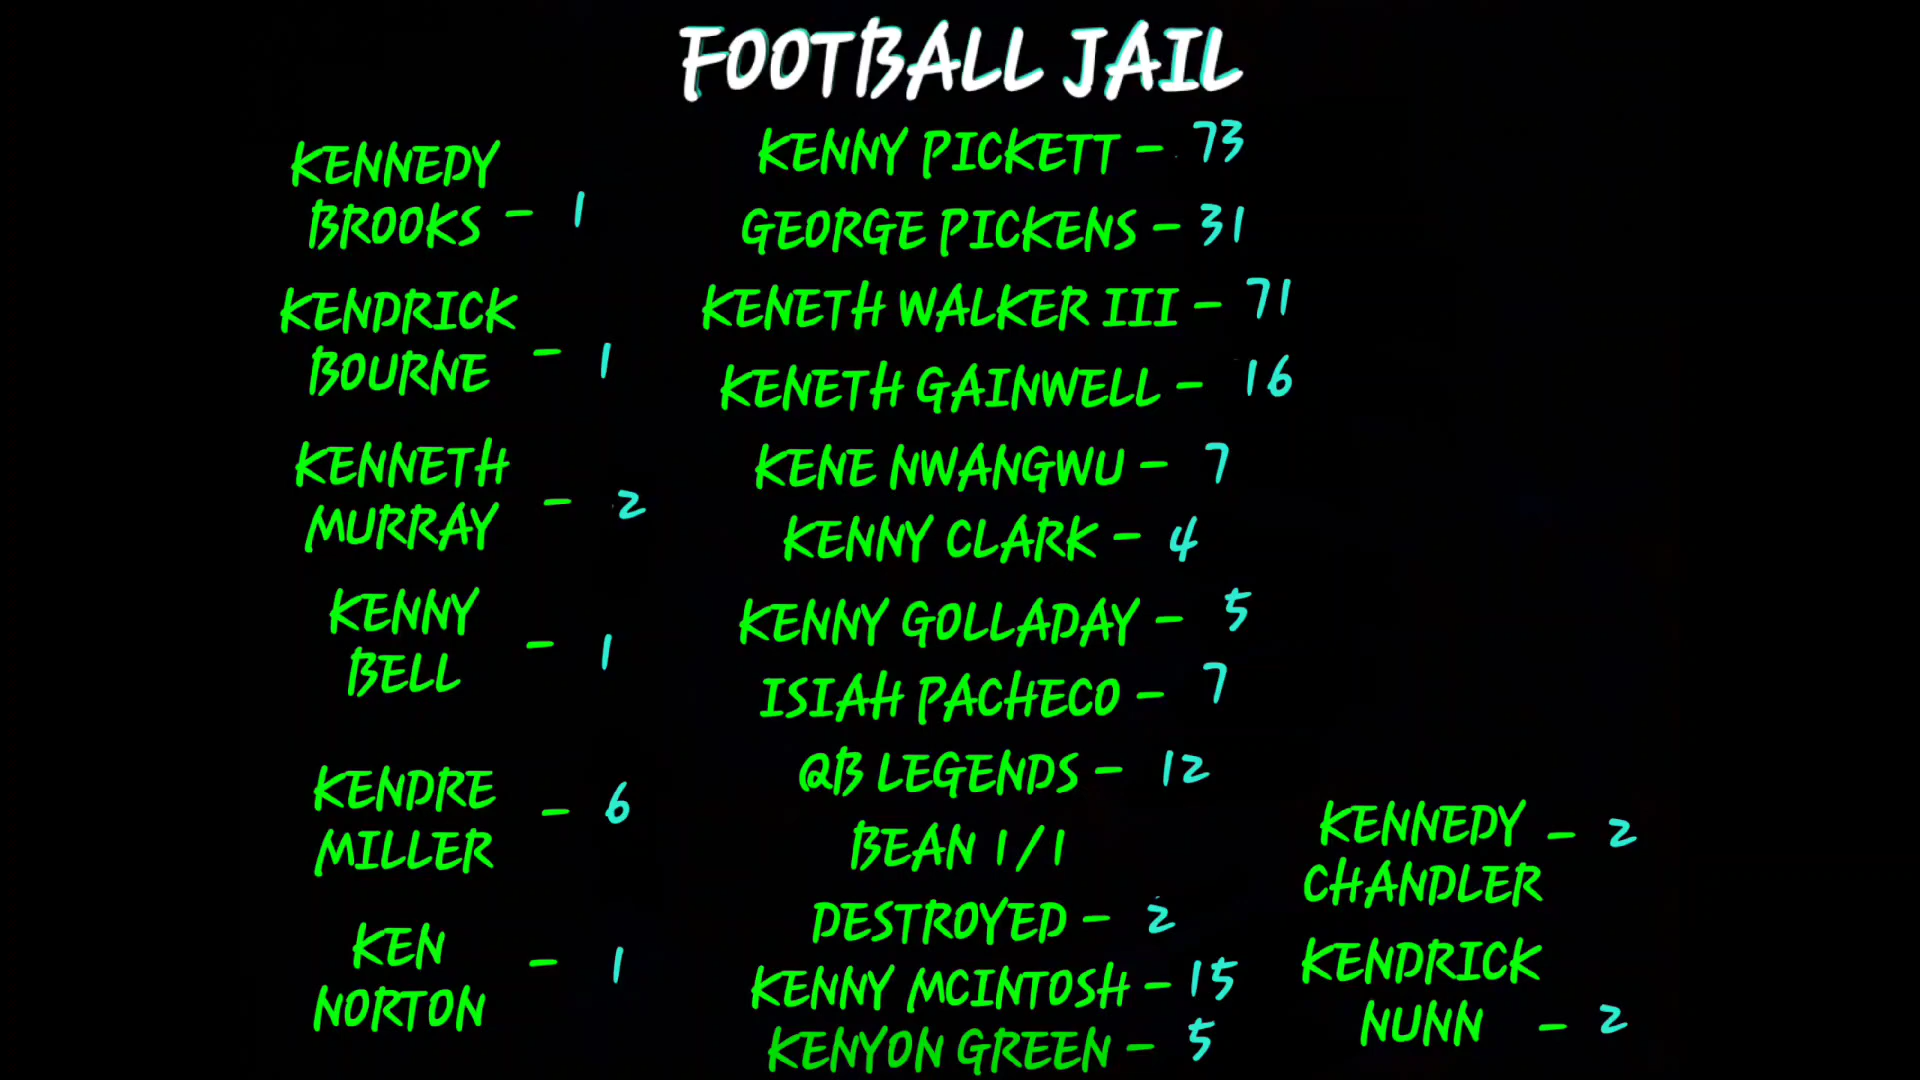 FOOTBALL JAIL
KENNEDY
BROOKS - 1
KENDRICK
BOURNE - 1
KENNETH
MURRAY - 2
KENNY
BELL - 1
KENDRE
MILLER - 6
KEN
NORTON - 1
KENNY PICKETT - 73
GEORGE PICKENS - 31
KENETH WALKER III - 71
KENETH GAINWELL - 16
KENE NWANGWU - 7
KENNY CLARK - 4
KENNY GOLLADAY - 5
ISIAH PACHECO - 7
QB LEGENDS - 12
BEAN 1/1
DESTROYED - 2
KENNY MCINTOSH - 15
KENYON GREEN - 5
KENNEDY - 2
CHANDLER
KENDRICK
NUNN - 2